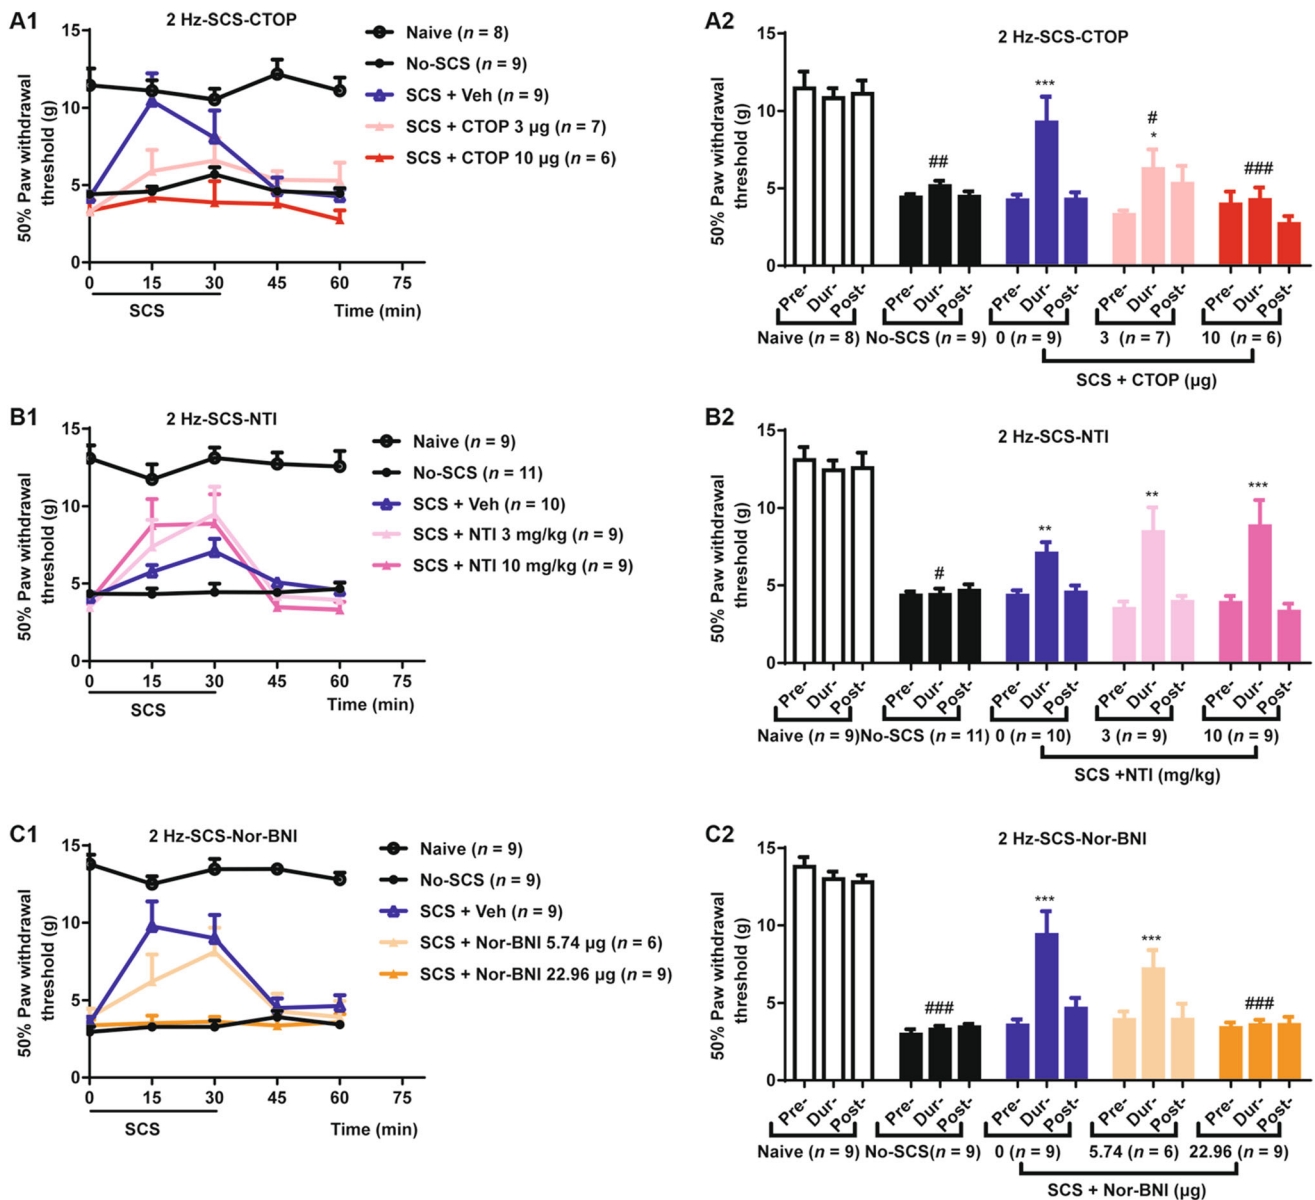 A1
2 Hz-SCS-CTOP
15
10
5
0
50% Paw withdrawal
threshold (g)
0 15 30 45 60 75
SCS
Time (min)
Naive (n = 8)
No-SCS (n = 9)
SCS + Veh (n = 9)
SCS + CTOP 3 µg (n = 7)
SCS + CTOP 10 µg (n = 6)
A2
2 Hz-SCS-CTOP
15
10
5
0
50% Paw withdrawal
threshold (g)
##
***
#
*
###
Pre- Dur- Post- Pre- Dur- Post- Pre- Dur- Post- Pre- Dur- Post- Pre- Dur- Post-
Naive (n = 8) No-SCS (n = 9) 0 (n = 9) 3 (n = 7) 10 (n = 6)
SCS + CTOP (µg)
B1
2 Hz-SCS-NTI
15
10
5
0
50% Paw withdrawal
threshold (g)
0 15 30 45 60 75
SCS
Time (min)
Naive (n = 9)
No-SCS (n = 11)
SCS + Veh (n = 10)
SCS + NTI 3 mg/kg (n = 9)
SCS + NTI 10 mg/kg (n = 9)
B2
2 Hz-SCS-NTI
15
10
5
0
50% Paw withdrawal
threshold (g)
#
**
**
***
Pre- Dur- Post- Pre- Dur- Post- Pre- Dur- Post- Pre- Dur- Post- Pre- Dur- Post-
Naive (n = 9) No-SCS (n = 11) 0 (n = 10) 3 (n = 9) 10 (n = 9)
SCS +NTI (mg/kg)
C1
2 Hz-SCS-Nor-BNI
15
10
5
0
50% Paw withdrawal
threshold (g)
0 15 30 45 60 75
SCS
Time (min)
Naive (n = 9)
No-SCS (n = 9)
SCS + Veh (n = 9)
SCS + Nor-BNI 5.74 µg (n = 6)
SCS + Nor-BNI 22.96 µg (n = 9)
C2
2 Hz-SCS-Nor-BNI
15
10
5
0
50% Paw withdrawal
threshold (g)
###
***
***
###
Pre- Dur- Post- Pre- Dur- Post- Pre- Dur- Post- Pre- Dur- Post- Pre- Dur- Post-
Naive (n = 9) No-SCS(n = 9) 0 (n = 9) 5.74 (n = 6) 22.96 (n = 9)
SCS + Nor-BNI (µg)